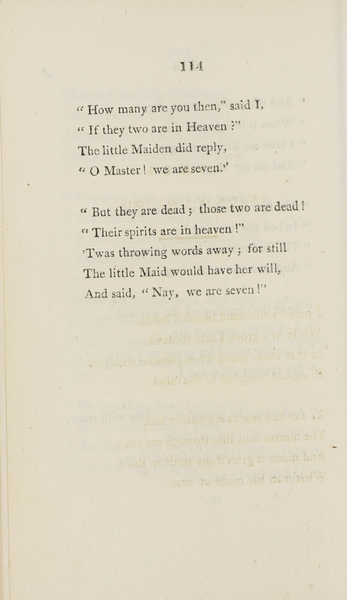 114
“ How many are you then,” said I,
“ If they two are in Heaven ?”
The little Maiden did reply,
“ O Master ! we are seven.”
“ But they are dead ; those two are dead !
“ Their spirits are in heaven !”
’Twas throwing words away ; for still
The little Maid would have her will,
And said, “ Nay, we are seven !”